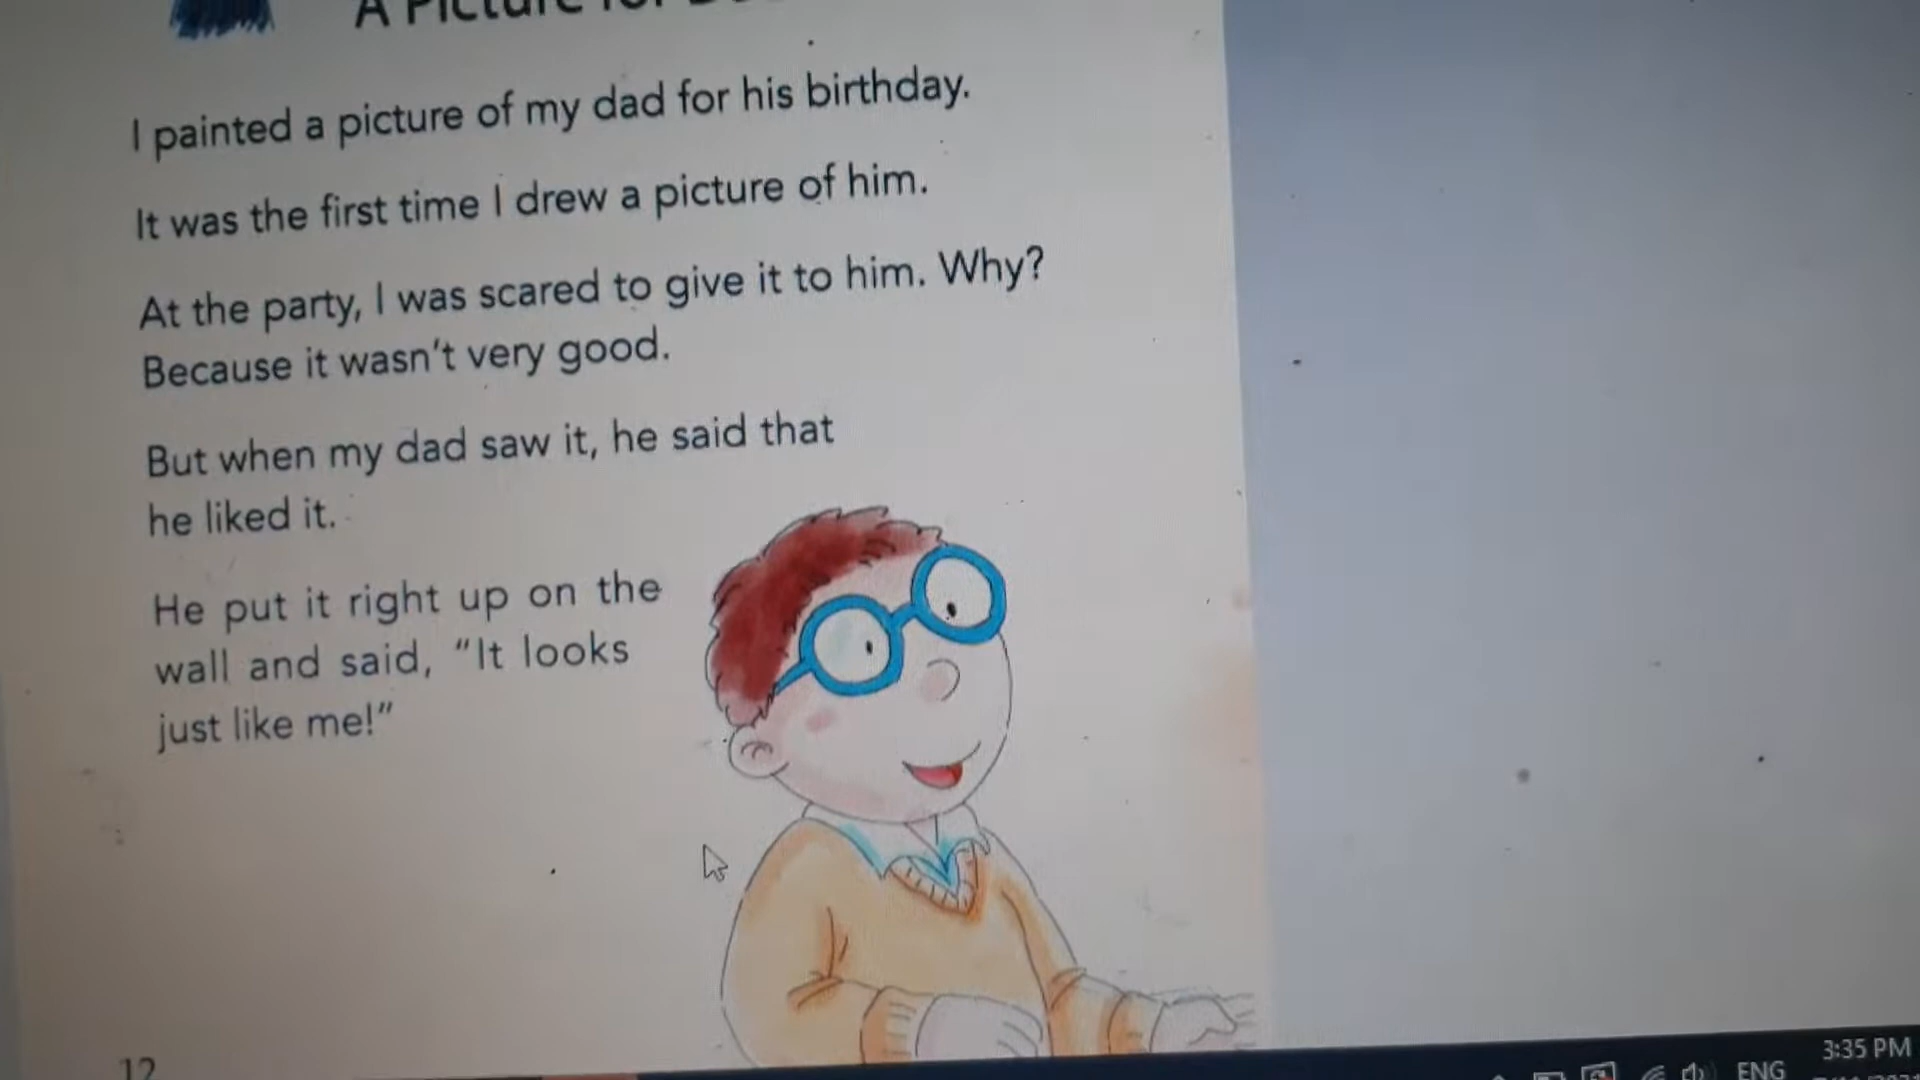 A Picture for
I painted a picture of my dad for his birthday.
It was the first time I drew a picture of him.
At the party, I was scared to give it to him. Why?
Because it wasn't very good.
But when my dad saw it, he said that
he liked it.
He put it right up on the
wall and said, "It looks
just like me!"
12
3:35 PM
ENG